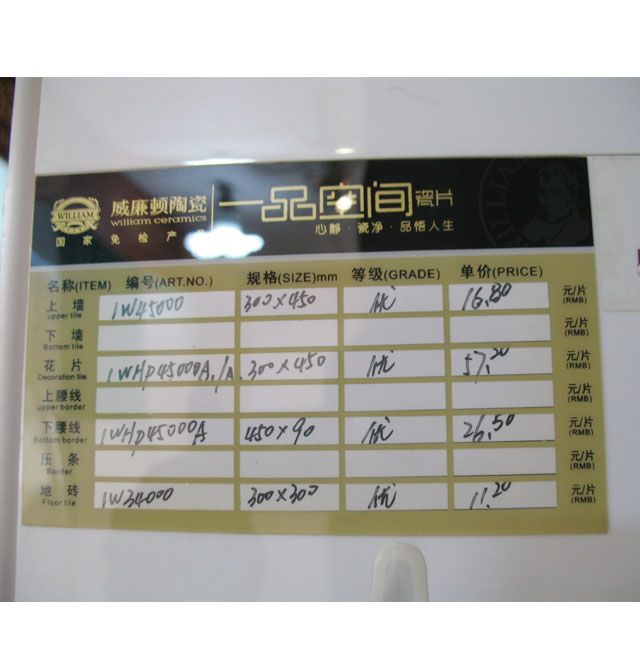 WILLIAM 威廉顿陶瓷 一品空间 瓷片
william ceramics
国家免检产品 心静·瓷净·品悟人生
名称(ITEM) 编号(ART.NO.) 规格(SIZE)mm 等级(GRADE) 单价(PRICE)
上墙 1W45000 300×450 优 16.80 元/片
upper tile (RMB)
下墙 元/片
Bottom tile (RMB)
花片 1WHP45000A1/A 300×450 优 57.20 元/片
Decoration tile (RMB)
上腰线 元/片
upper border (RMB)
下腰线 1WHP45000A 450×90 优 26.50 元/片
Bottom border (RMB)
压条 元/片
Border (RMB)
地砖 1W34000 300×300 优 11.20 元/片
Floor tile (RMB)